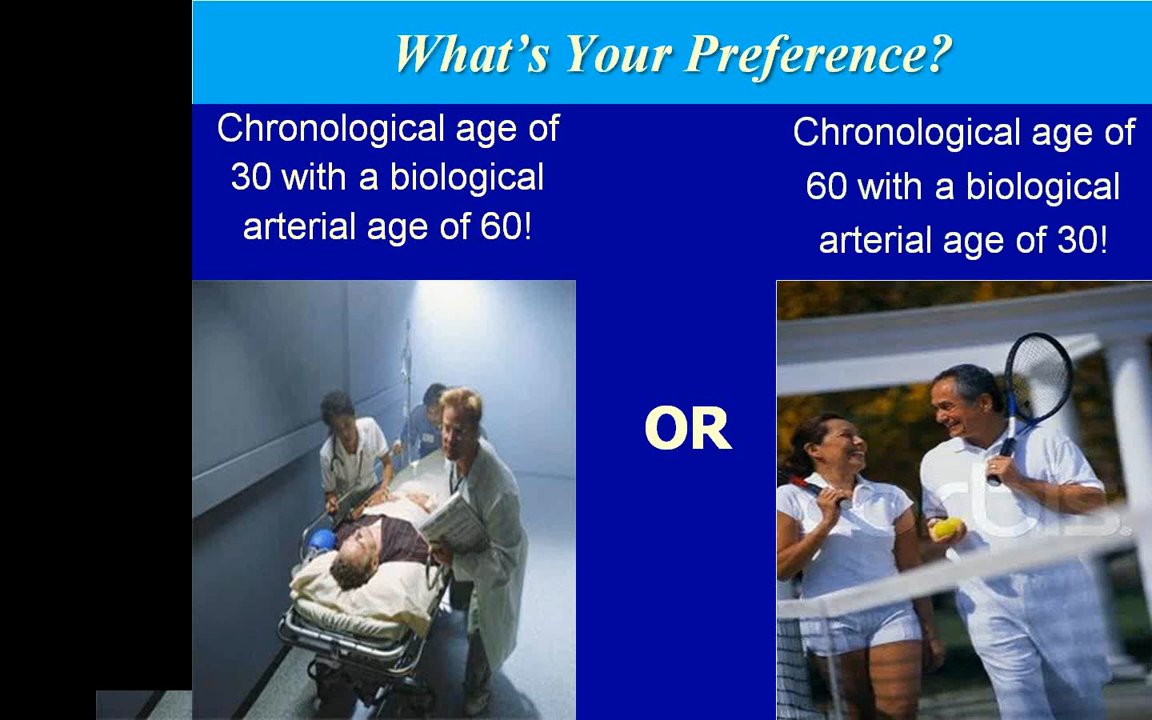 What's Your Preference?
Chronological age of
30 with a biological
arterial age of 60!
OR
Chronological age of
60 with a biological
arterial age of 30!